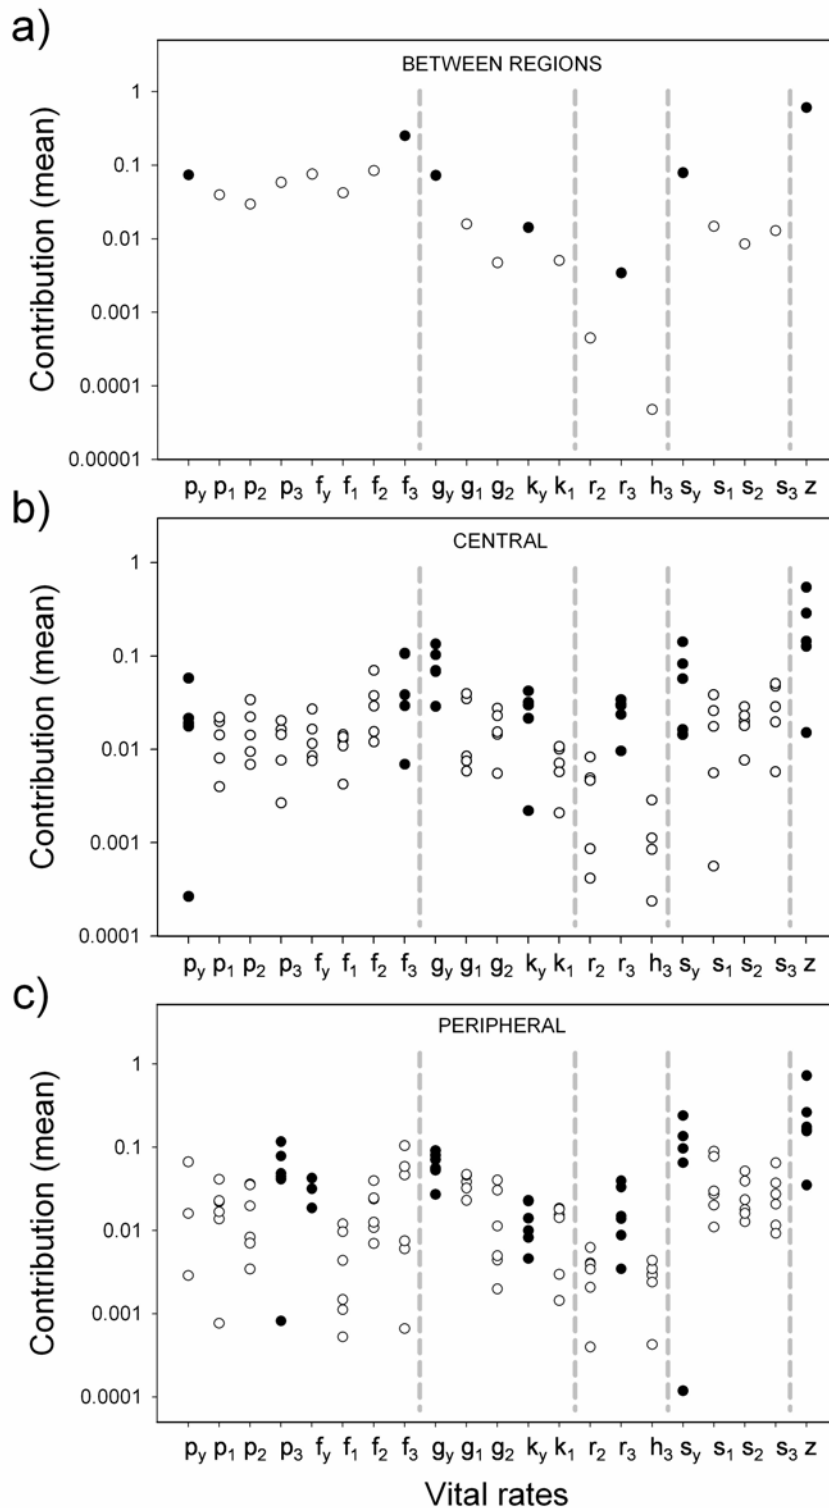 a)
BETWEEN REGIONS
Contribution (mean)
1
0.1
0.01
0.001
0.0001
0.00001
p_y p_1 p_2 p_3 f_y f_1 f_2 f_3 g_y g_1 g_2 k_y k_1 r_2 r_3 h_3 s_y s_1 s_2 s_3 z
b)
CENTRAL
Contribution (mean)
1
0.1
0.01
0.001
0.0001
p_y p_1 p_2 p_3 f_y f_1 f_2 f_3 g_y g_1 g_2 k_y k_1 r_2 r_3 h_3 s_y s_1 s_2 s_3 z
c)
PERIPHERAL
Contribution (mean)
1
0.1
0.01
0.001
0.0001
p_y p_1 p_2 p_3 f_y f_1 f_2 f_3 g_y g_1 g_2 k_y k_1 r_2 r_3 h_3 s_y s_1 s_2 s_3 z
Vital rates